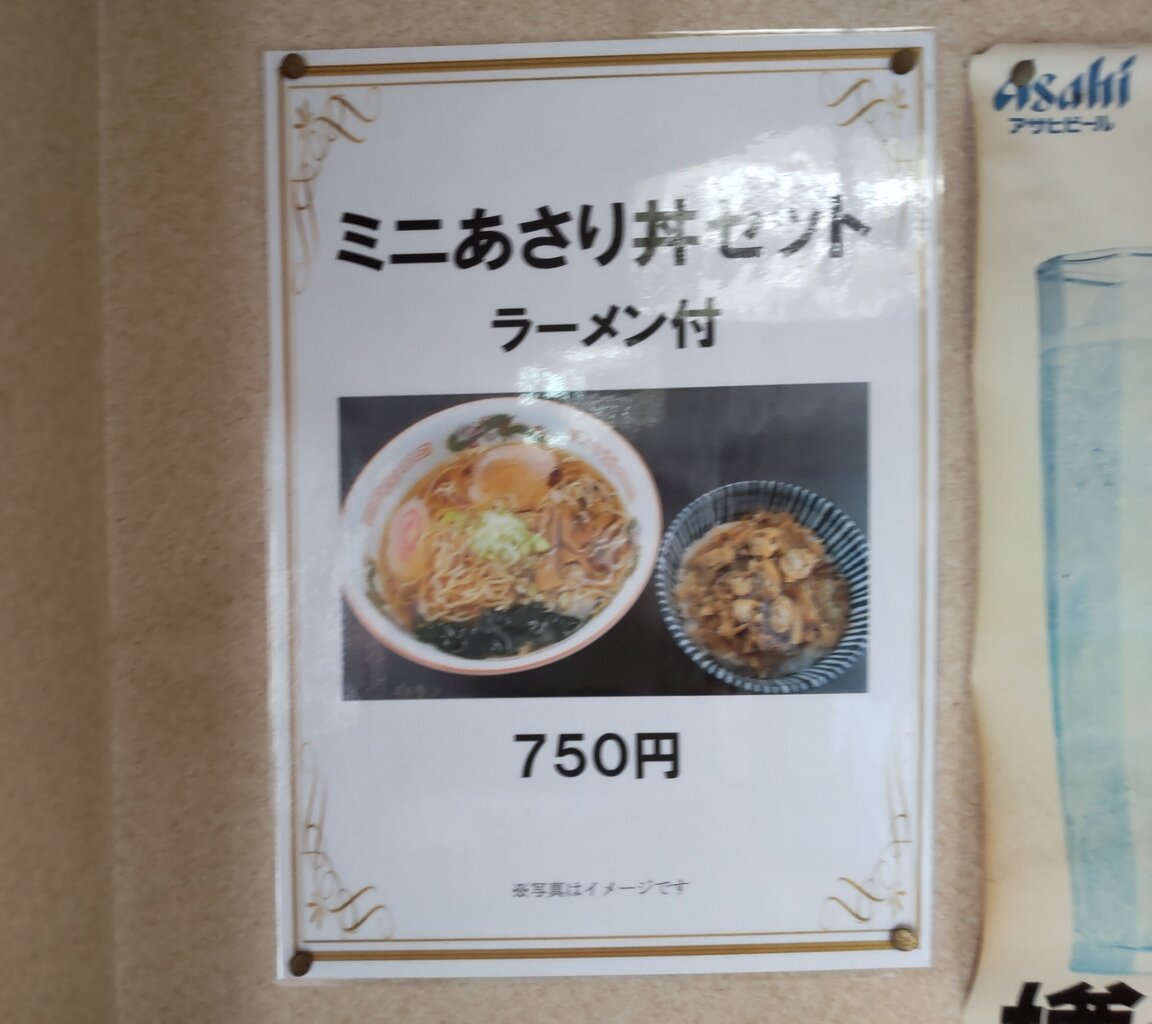 ミニあさり丼セット
ラーメン付
750円
※写真はイメージです
Asahi
アサヒビール